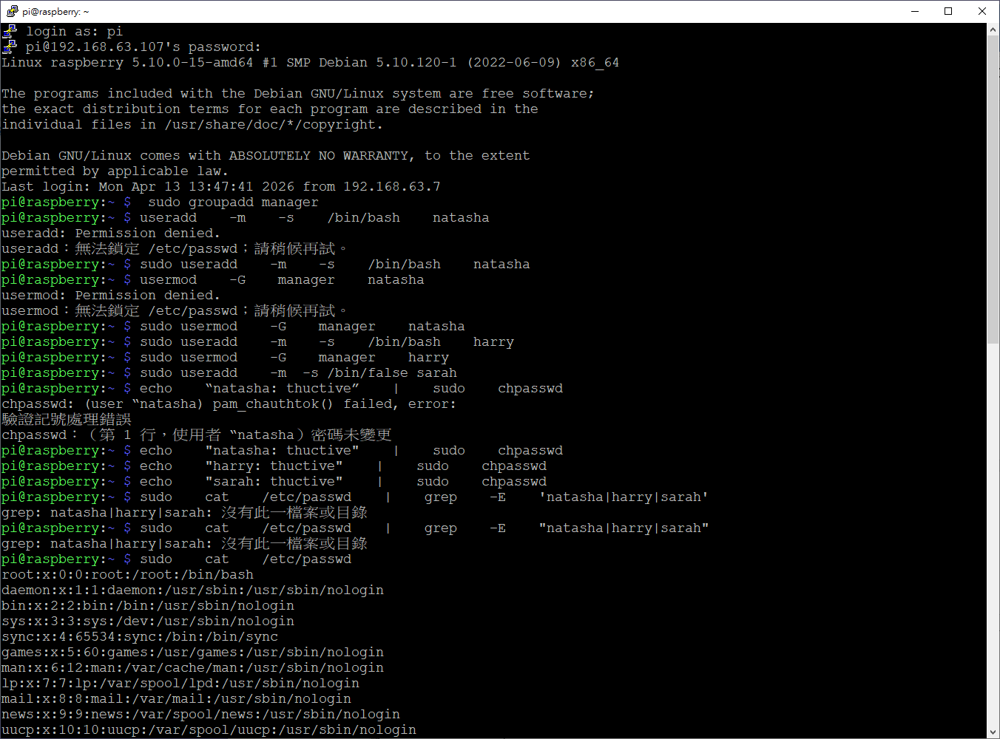 pi@raspberry: ~
login as: pi
pi@192.168.63.107's password:
Linux raspberry 5.10.0-15-amd64 #1 SMP Debian 5.10.120-1 (2022-06-09) x86_64
The programs included with the Debian GNU/Linux system are free software;
the exact distribution terms for each program are described in the
individual files in /usr/share/doc/*/copyright.
Debian GNU/Linux comes with ABSOLUTELY NO WARRANTY, to the extent
permitted by applicable law.
Last login: Mon Apr 13 13:47:41 2026 from 192.168.63.7
pi@raspberry:~ $  sudo groupadd manager
pi@raspberry:~ $ useradd    –m    –s    /bin/bash    natasha
useradd: Permission denied.
useradd：無法鎖定 /etc/passwd；請稍候再試。
pi@raspberry:~ $ sudo useradd    –m    –s    /bin/bash    natasha
pi@raspberry:~ $ usermod    –G    manager    natasha
usermod: Permission denied.
usermod：無法鎖定 /etc/passwd；請稍候再試。
pi@raspberry:~ $ sudo usermod    –G    manager    natasha
pi@raspberry:~ $ sudo useradd    –m    –s    /bin/bash    harry
pi@raspberry:~ $ sudo usermod    –G    manager    harry
pi@raspberry:~ $ sudo useradd    –m  –s /bin/false sarah
pi@raspberry:~ $ echo    “natasha: thuctive”    |    sudo    chpasswd
chpasswd: (user “natasha) pam_chauthtok() failed, error:
驗證記號處理錯誤
chpasswd：（第 1 行，使用者 “natasha）密碼未變更
pi@raspberry:~ $ echo    "natasha: thuctive"    |    sudo    chpasswd
pi@raspberry:~ $ echo    "harry: thuctive"    |    sudo    chpasswd
pi@raspberry:~ $ echo    "sarah: thuctive"    |    sudo    chpasswd
pi@raspberry:~ $ sudo    cat    /etc/passwd    |    grep    –E    'natasha|harry|sarah'
grep: natasha|harry|sarah: 沒有此一檔案或目錄
pi@raspberry:~ $ sudo    cat    /etc/passwd    |    grep    –E    "natasha|harry|sarah"
grep: natasha|harry|sarah: 沒有此一檔案或目錄
pi@raspberry:~ $ sudo    cat    /etc/passwd
root:x:0:0:root:/root:/bin/bash
daemon:x:1:1:daemon:/usr/sbin:/usr/sbin/nologin
bin:x:2:2:bin:/bin:/usr/sbin/nologin
sys:x:3:3:sys:/dev:/usr/sbin/nologin
sync:x:4:65534:sync:/bin:/bin/sync
games:x:5:60:games:/usr/games:/usr/sbin/nologin
man:x:6:12:man:/var/cache/man:/usr/sbin/nologin
lp:x:7:7:lp:/var/spool/lpd:/usr/sbin/nologin
mail:x:8:8:mail:/var/mail:/usr/sbin/nologin
news:x:9:9:news:/var/spool/news:/usr/sbin/nologin
uucp:x:10:10:uucp:/var/spool/uucp:/usr/sbin/nologin